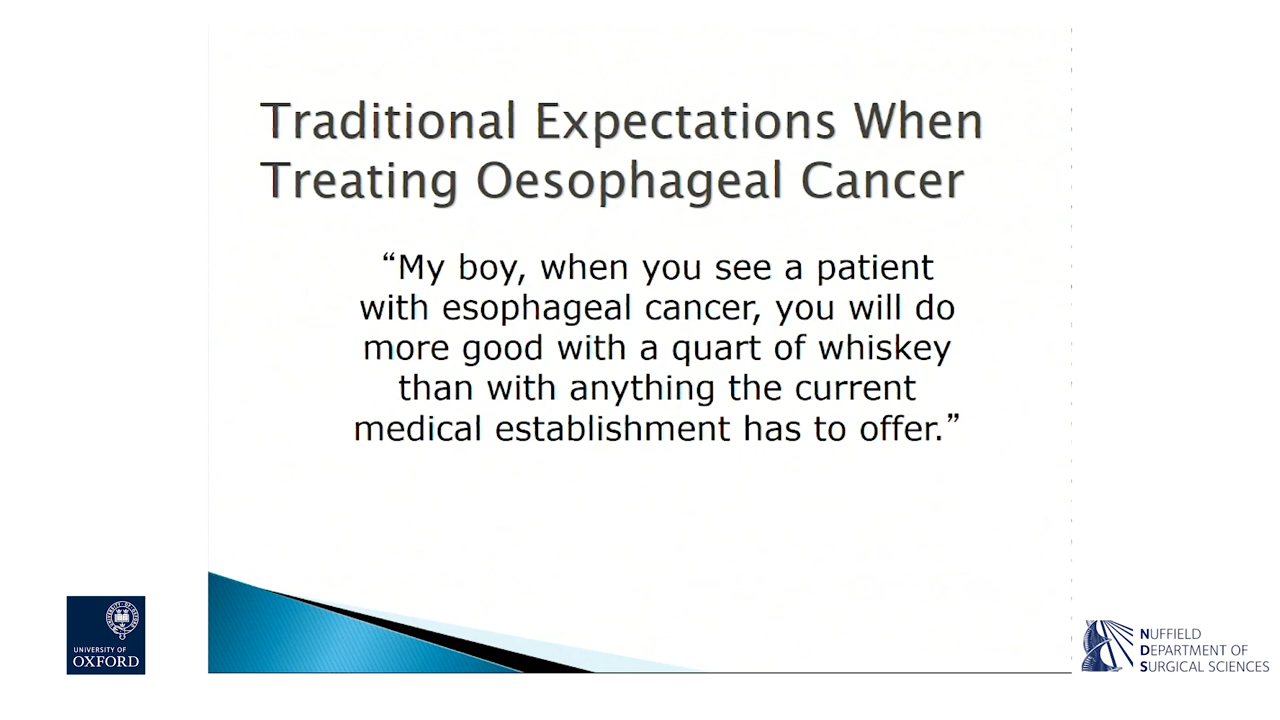 Traditional Expectations When
Treating Oesophageal Cancer
“My boy, when you see a patient
with esophageal cancer, you will do
more good with a quart of whiskey
than with anything the current
medical establishment has to offer.”
UNIVERSITY OF
OXFORD
NUFFIELD
DEPARTMENT OF
SURGICAL SCIENCES